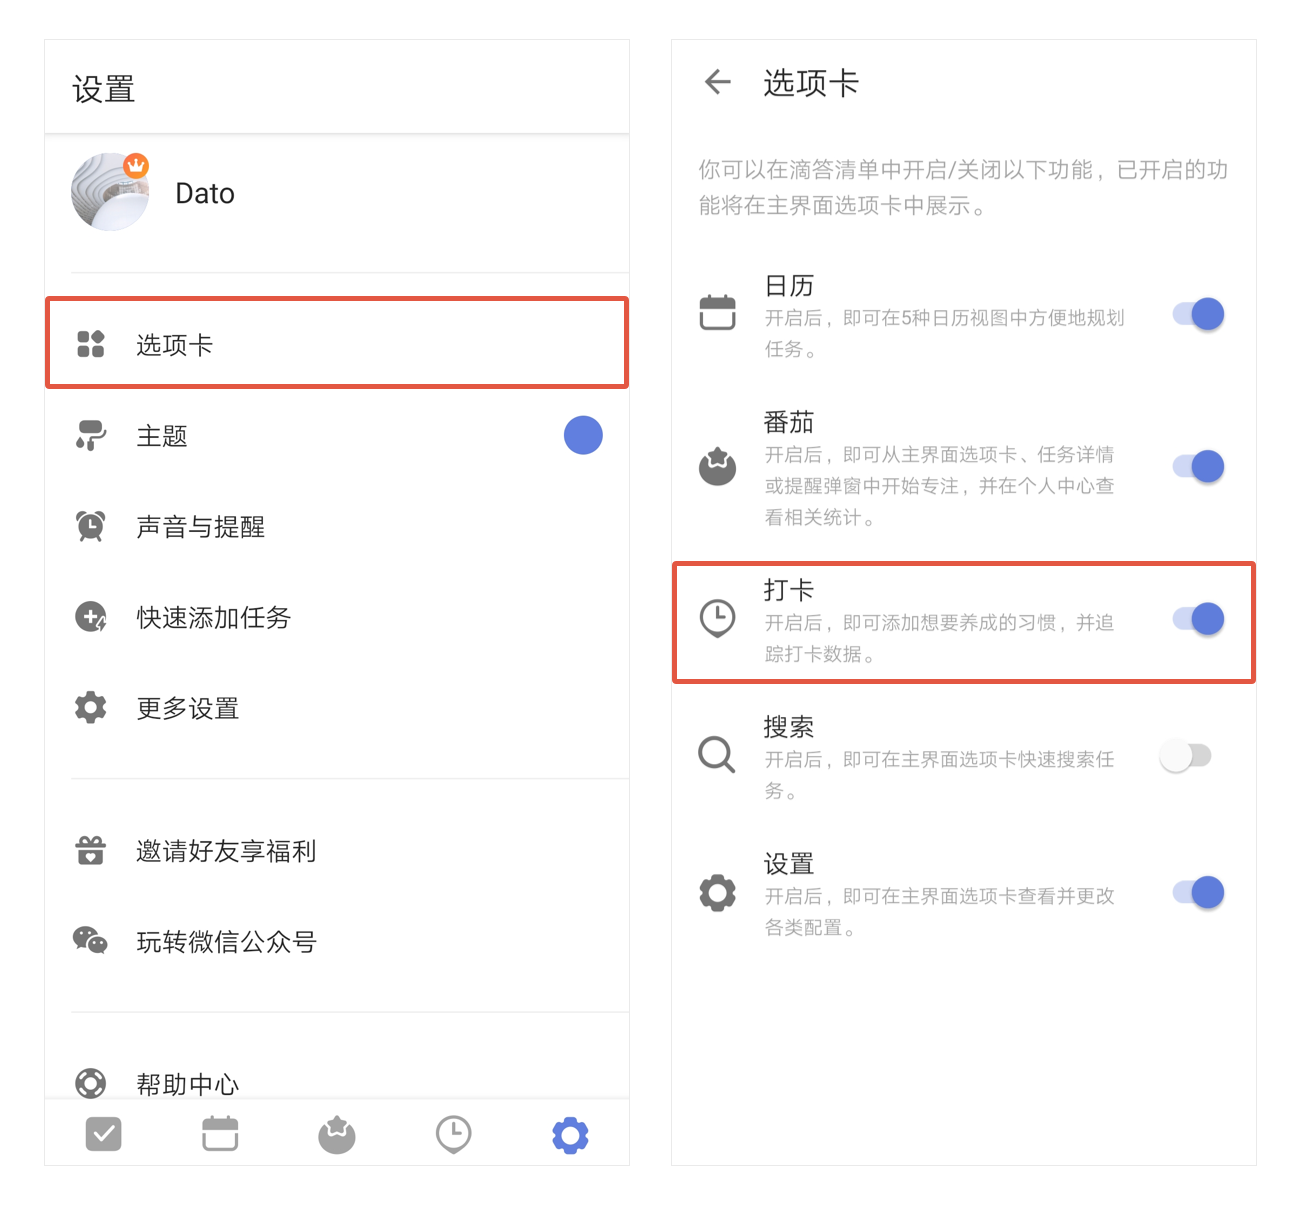 设置
Dato
选项卡
主题
声音与提醒
快速添加任务
更多设置
邀请好友享福利
玩转微信公众号
帮助中心
选项卡
你可以在滴答清单中开启/关闭以下功能，已开启的功
能将在主界面选项卡中展示。
日历
开启后，即可在5种日历视图中方便地规划
任务。
番茄
开启后，即可从主界面选项卡、任务详情
或提醒弹窗中开始专注，并在个人中心查
看相关统计。
打卡
开启后，即可添加想要养成的习惯，并追
踪打卡数据。
搜索
开启后，即可在主界面选项卡快速搜索任
务。
设置
开启后，即可在主界面选项卡查看并更改
各类配置。